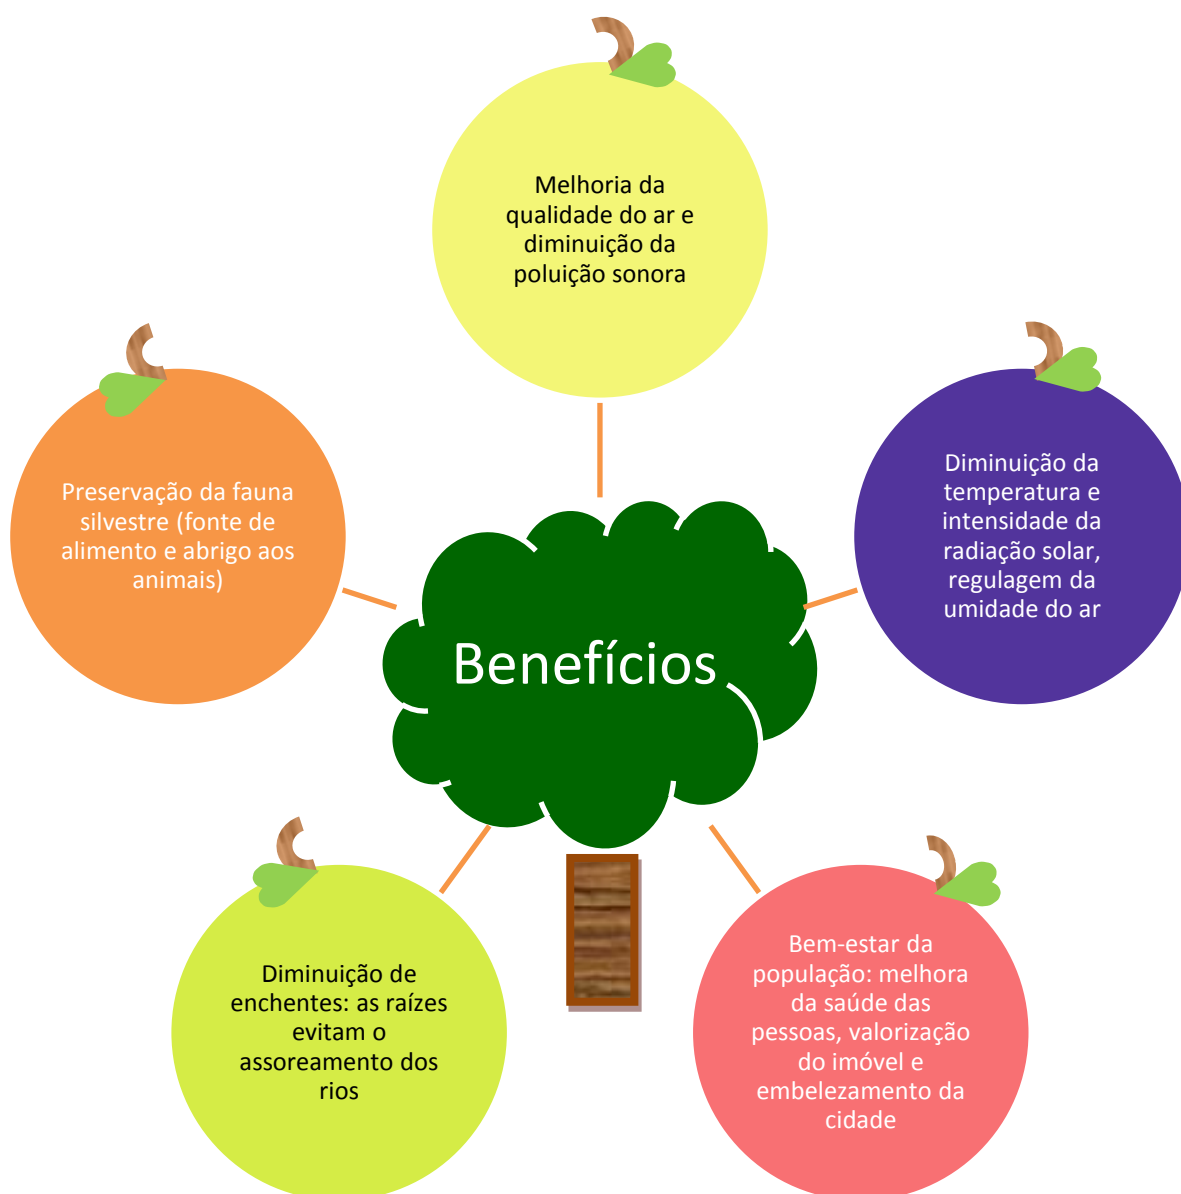 Melhoria da
qualidade do ar e
diminuição da
poluição sonora
Preservação da fauna
silvestre (fonte de
alimento e abrigo aos
animais)
Diminuição da
temperatura e
intensidade da
radiação solar,
regulagem da
umidade do ar
Benefícios
Diminuição de
enchentes: as raízes
evitam o
assoreamento dos
rios
Bem-estar da
população: melhora
da saúde das
pessoas, valorização
do imóvel e
embelezamento da
cidade